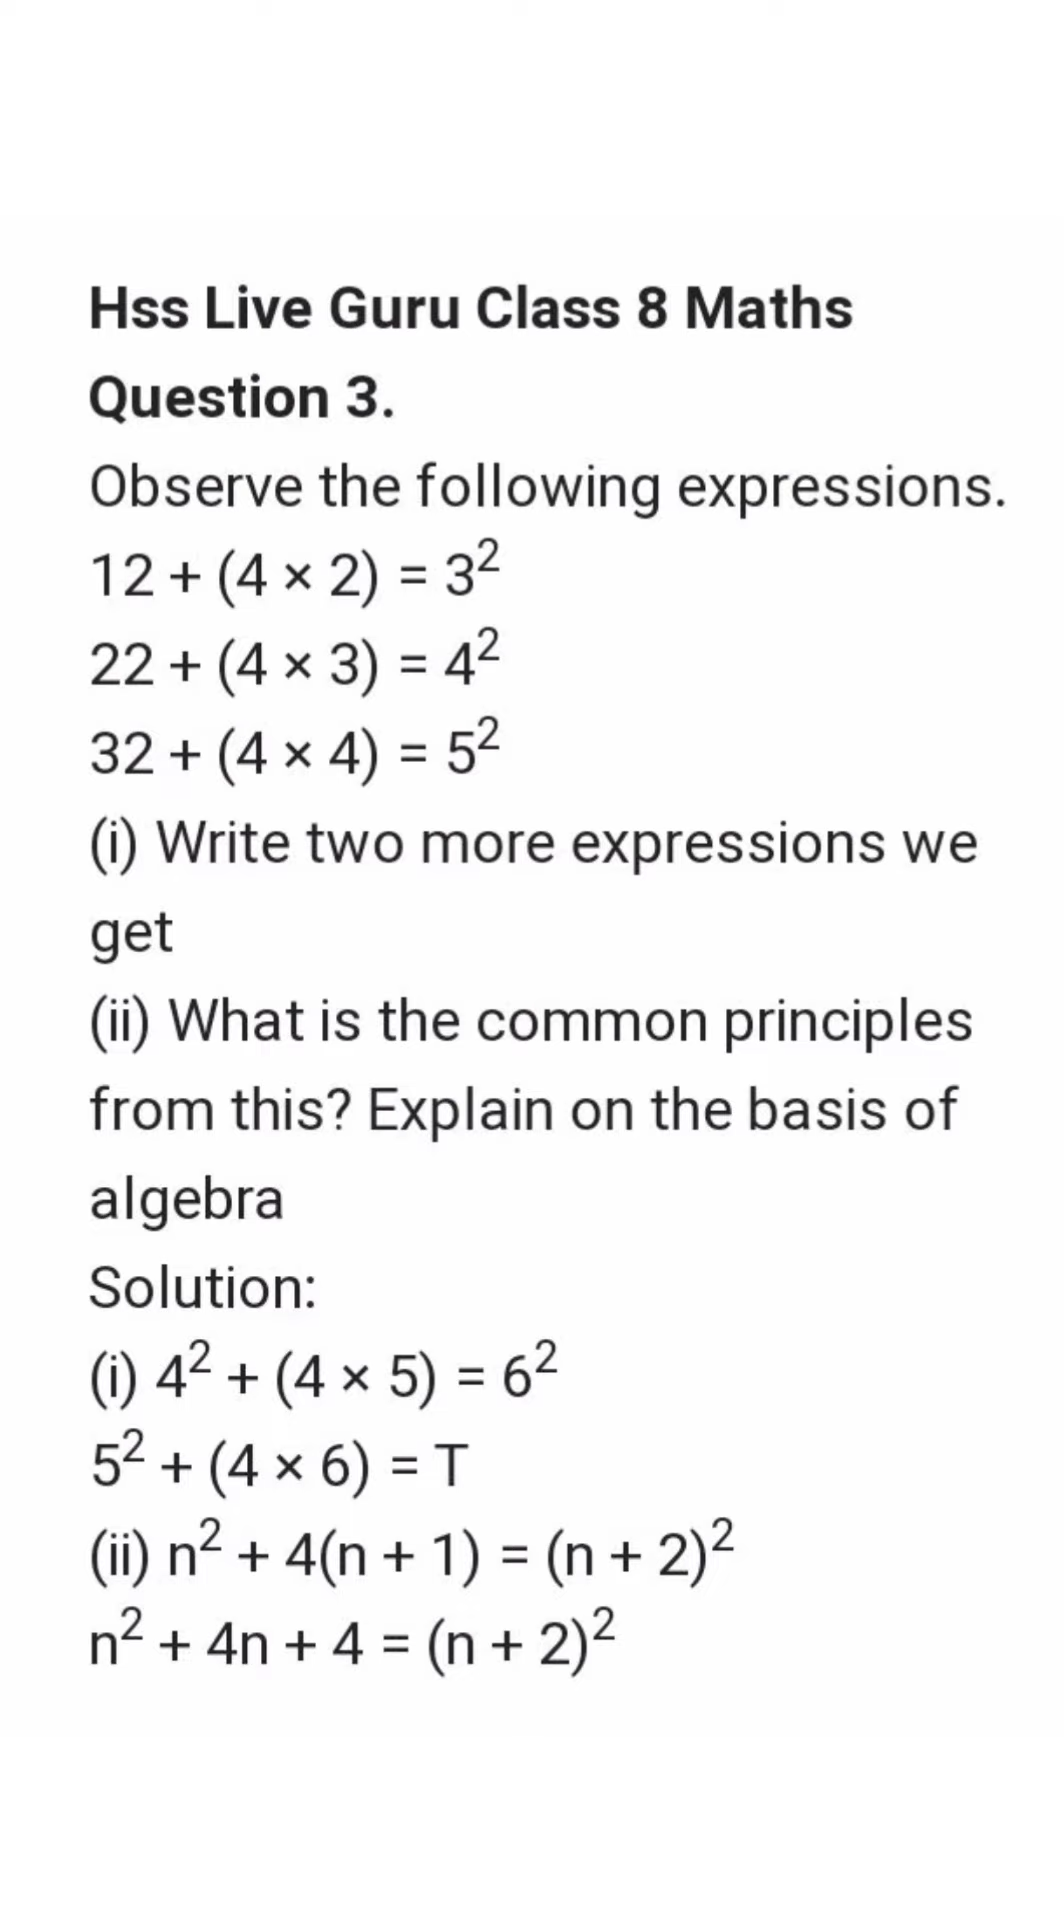 Hss Live Guru Class 8 Maths
Question 3.
Observe the following expressions.
12 + (4 × 2) = 3²
22 + (4 × 3) = 4²
32 + (4 × 4) = 5²
(i) Write two more expressions we
get
(ii) What is the common principles
from this? Explain on the basis of
algebra
Solution:
(i) 4² + (4 × 5) = 6²
5² + (4 × 6) = T
(ii) n² + 4(n + 1) = (n + 2)²
n² + 4n + 4 = (n + 2)²